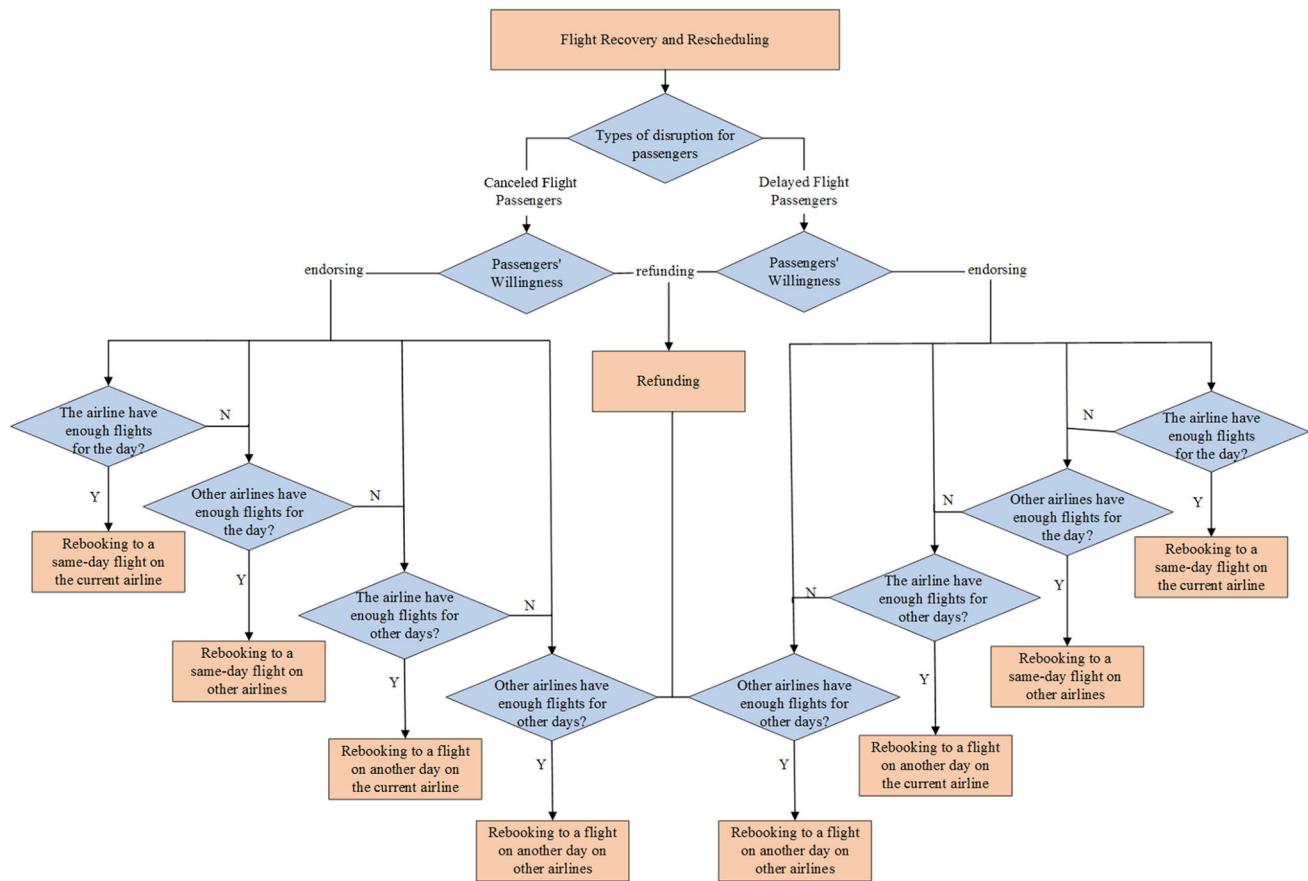 Flight Recovery and Rescheduling
Types of disruption for
passengers
Canceled Flight
Passengers
Delayed Flight
Passengers
endorsing
Passengers'
Willingness
refunding
Passengers'
Willingness
endorsing
Refunding
The airline have
enough flights
for the day?
N
N
The airline have
enough flights
for the day?
Y
Other airlines have
enough flights for
the day?
N
N
Other airlines have
enough flights for
the day?
Y
Rebooking to a
same-day flight on
the current airline
Rebooking to a
same-day flight on
the current airline
Y
The airline have
enough flights for
other days?
N
N
The airline have
enough flights for
other days?
Y
Rebooking to a
same-day flight on
other airlines
Rebooking to a
same-day flight on
other airlines
Y
Other airlines have
enough flights for
other days?
Other airlines have
enough flights for
other days?
Y
Rebooking to a flight
on another day on
the current airline
Y
Y
Rebooking to a flight
on another day on
the current airline
Rebooking to a flight
on another day on
other airlines
Rebooking to a flight
on another day on
other airlines